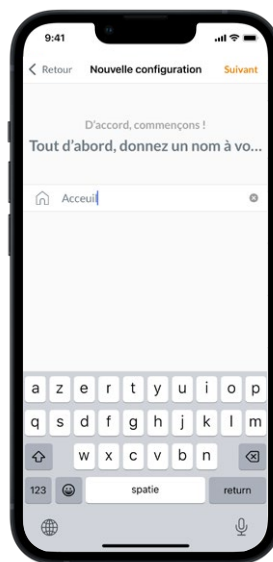 9:41
Retour Nouvelle configuration Suivant
D'accord, commençons !
Tout d'abord, donnez un nom à vo...
Acceuil
a z e r t y u i o p
q s d f g h j k l m
w x c v b n
123 spatie return